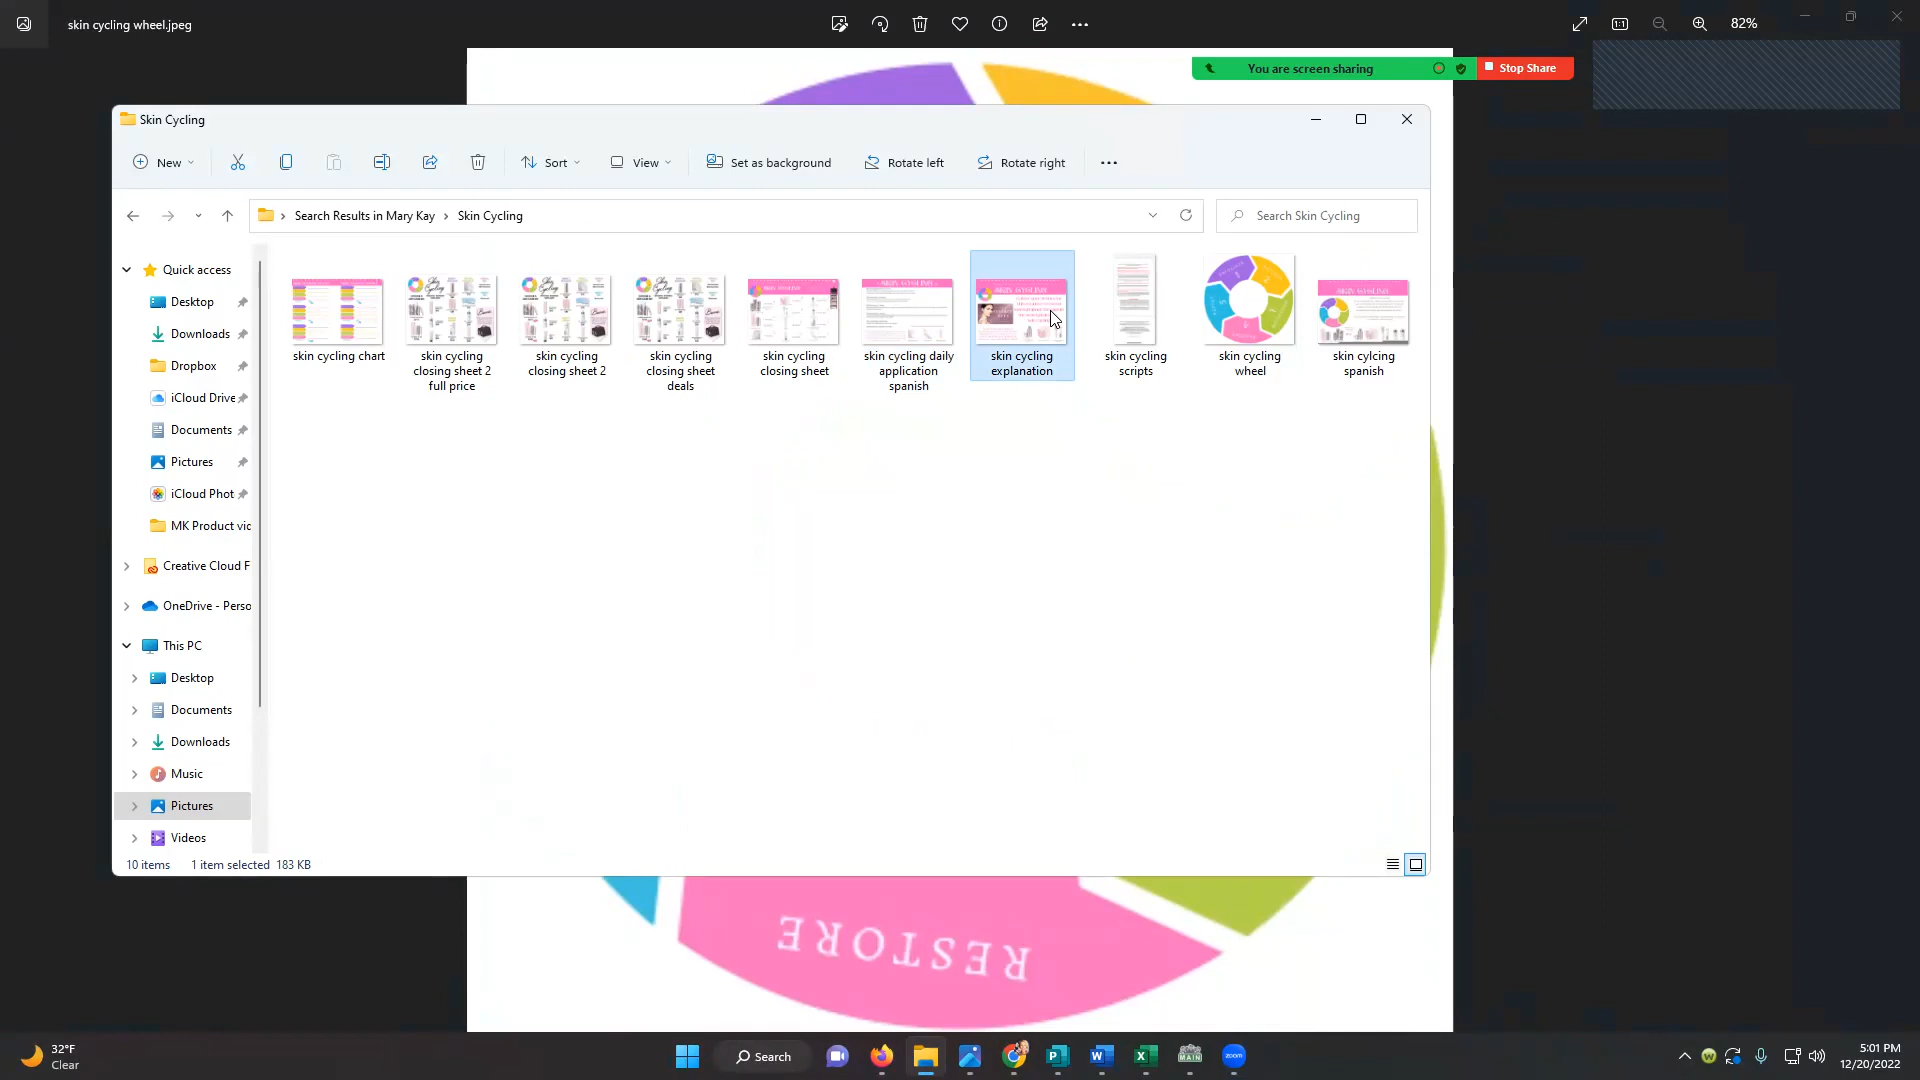 skin cycling wheel.jpeg
82%
You are screen sharing
Stop Share
Skin Cycling
New
Sort
View
Set as background
Rotate left
Rotate right
Search Results in Mary Kay
Skin Cycling
Search Skin Cycling
Quick access
Desktop
Downloads
Dropbox
iCloud Drive
Documents
Pictures
iCloud Phot
MK Product vid
Creative Cloud F
OneDrive - Perso
This PC
Desktop
Documents
Downloads
Music
Pictures
Videos
skin cycling chart
skin cycling
closing sheet 2
full price
skin cycling
closing sheet 2
skin cycling
closing sheet
deals
skin cycling
closing sheet
skin cycling daily
application
spanish
skin cycling
explanation
skin cycling
scripts
skin cycling
wheel
skin cylcing
spanish
10 items
1 item selected 183 KB
RESTORE
32°F
Clear
Search
MAIN
zoom
5:01 PM
12/20/2022